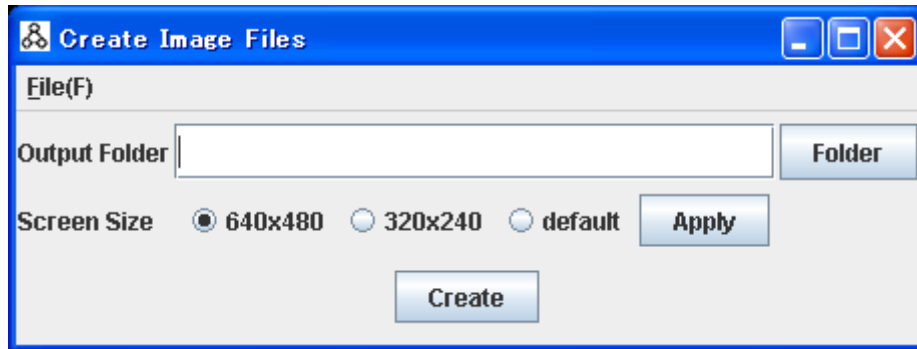 Create Image Files
File(F)
Output Folder Folder
Screen Size 640x480 320x240 default Apply
Create